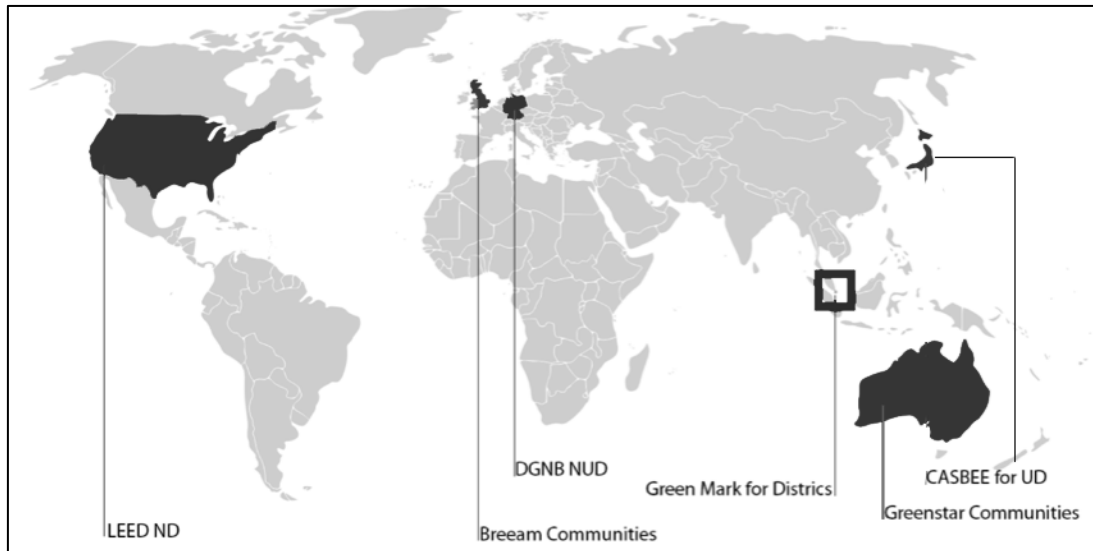 DGNB NUD
Green Mark for Districs
CASBEE for UD
Greenstar Communities
LEED ND
Breeam Communities